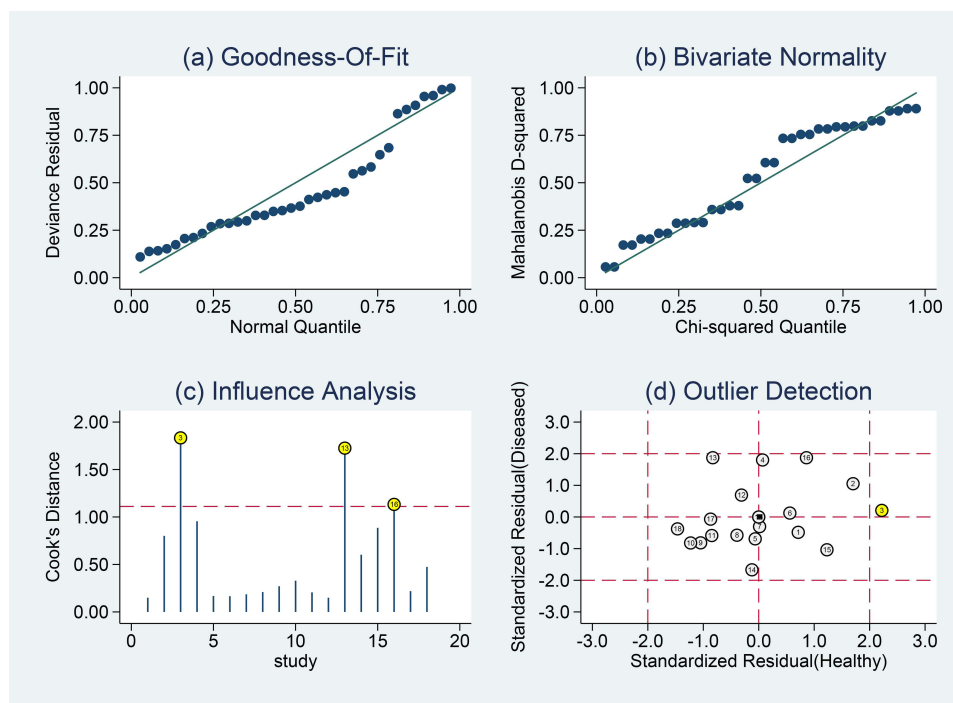 (a) Goodness-Of-Fit
Deviance Residual
1.00
0.75
0.50
0.25
0.00
0.00 0.25 0.50 0.75 1.00
Normal Quantile
(b) Bivariate Normality
Mahalanobis D-squared
1.00
0.75
0.50
0.25
0.00
0.00 0.25 0.50 0.75 1.00
Chi-squared Quantile
(c) Influence Analysis
Cook's Distance
2.00
1.50
1.00
0.50
0.00
3
13
16
0 5 10 15 20
study
(d) Outlier Detection
Standardized Residual(Diseased)
3.0
2.0
1.0
0.0
-1.0
-2.0
-3.0
13 4 16
2
12
3
6
17
7
18 11 8 5 1
10 9 15
14
-3.0 -2.0 -1.0 0.0 1.0 2.0 3.0
Standardized Residual(Healthy)